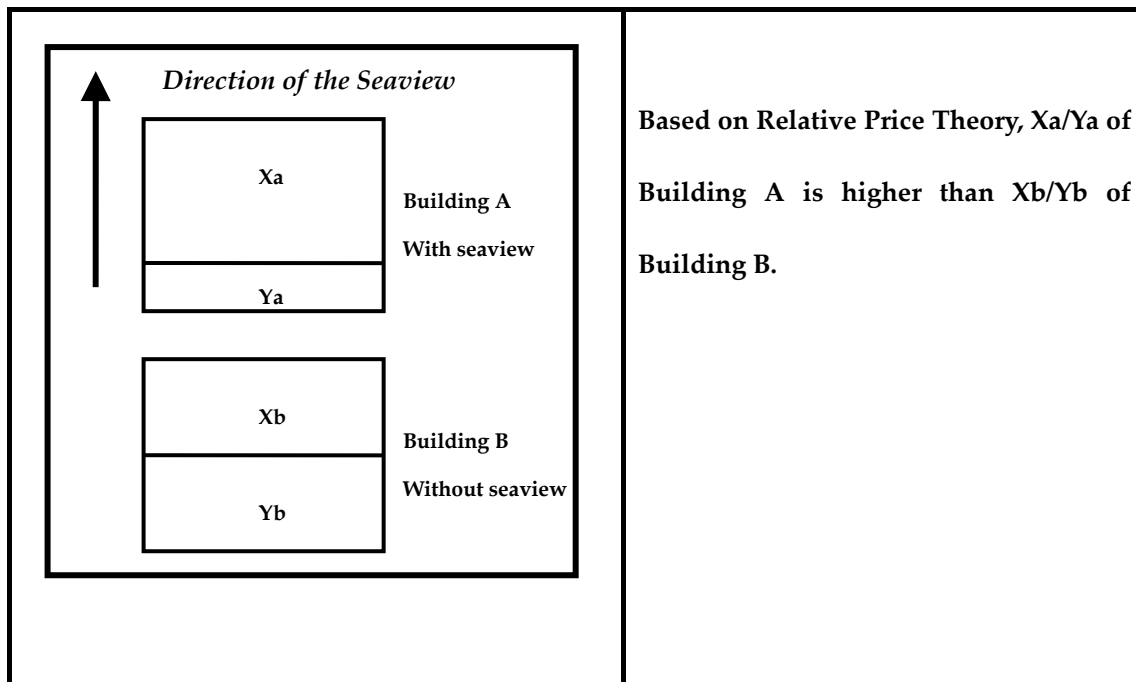 Direction of the Seaview
Xa
Building A
With seaview
Ya
Xb
Building B
Without seaview
Yb
Based on Relative Price Theory, Xa/Ya of
Building A is higher than Xb/Yb of
Building B.